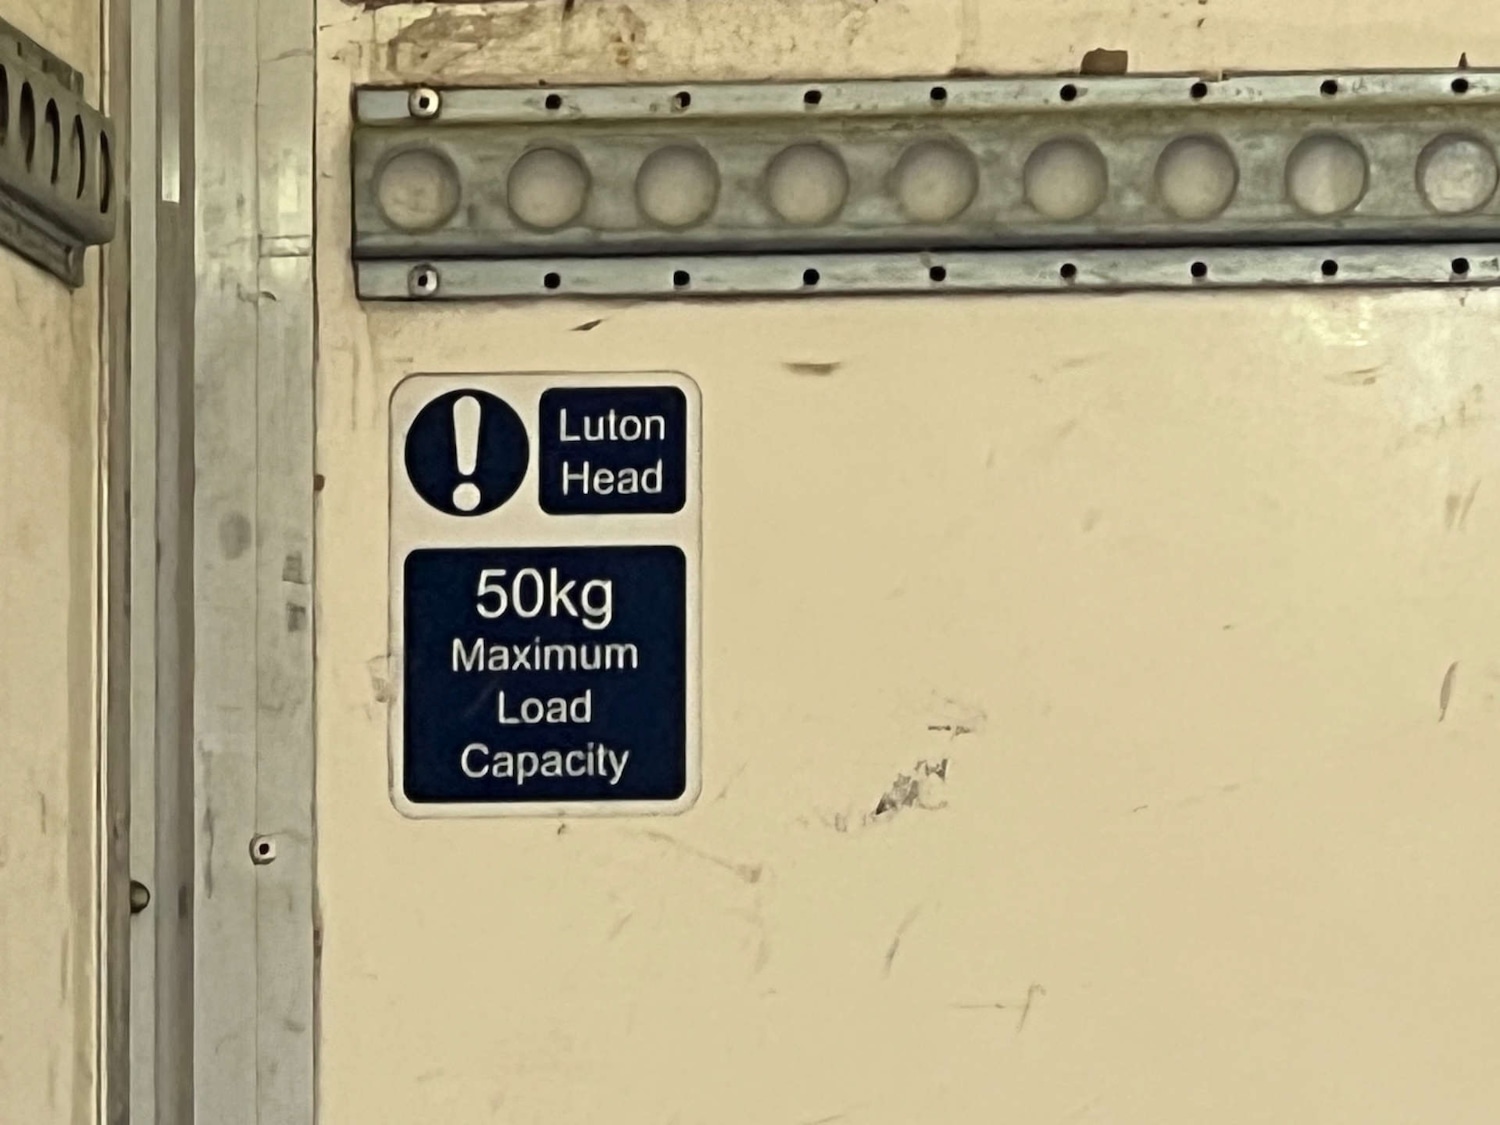 Luton
Head
50kg
Maximum
Load
Capacity